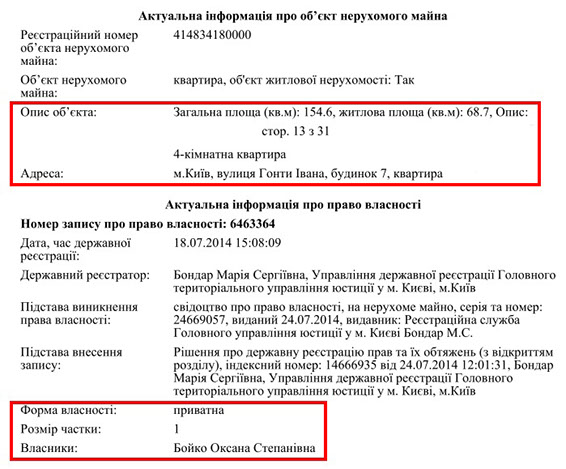 Актуальна інформація про об’єкт нерухомого майна
Реєстраційний номер 414834180000
об’єкта нерухомого
майна:
Об’єкт нерухомого квартира, об'єкт житлової нерухомості: Так
майна:
Опис об’єкта: Загальна площа (кв.м): 154.6, житлова площа (кв.м): 68.7, Опис:
стор. 13 з 31
4-кімнатна квартира
Адреса: м.Київ, вулиця Гонти Івана, будинок 7, квартира
Актуальна інформація про право власності
Номер запису про право власності: 6463364
Дата, час державної 18.07.2014 15:08:09
реєстрації:
Державний реєстратор: Бондар Марія Сергіївна, Управління державної реєстрації Головного
територіального управління юстиції у м. Києві, м.Київ
Підстава виникнення свідоцтво про право власності, на нерухоме майно, серія та номер:
права власності: 24669057, виданий 24.07.2014, видавник: Реєстраційна служба
Головного управління юстиції у м. Києві Бондар М.С.
Підстава внесення Рішення про державну реєстрацію прав та їх обтяжень (з відкриттям
запису: розділу), індексний номер: 14666935 від 24.07.2014 12:01:31, Бондар
Марія Сергіївна, Управління державної реєстрації Головного
територіального управління юстиції у м. Києві, м.Київ
Форма власності: приватна
Розмір частки: 1
Власники: Бойко Оксана Степанівна